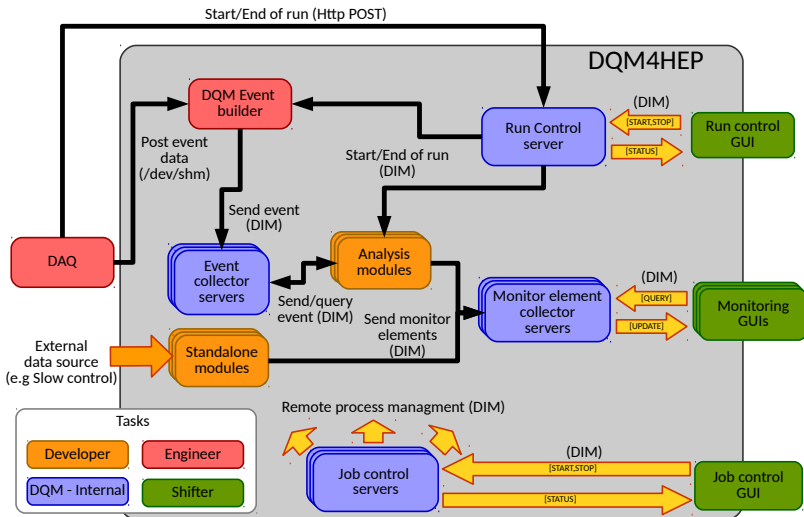 Start/End of run (Http POST)
DQM4HEP
DQM Event
builder
(DIM)
[START,STOP]
Run Control
server
Run control
GUI
[STATUS]
Post event
data
(/dev/shm)
Start/End of run
(DIM)
Send event
(DIM)
DAQ
Event
collector
servers
Analysis
modules
(DIM)
[QUERY]
Monitor element
collector
servers
Monitoring
GUIs
[UPDATE]
Send/query
event (DIM)
Send monitor
elements
(DIM)
External
data source
(e.g Slow control)
Standalone
modules
Remote process managment (DIM)
Tasks
Developer
Engineer
DQM - Internal
Shifter
Job control
servers
(DIM)
[START,STOP]
[STATUS]
Job control
GUI